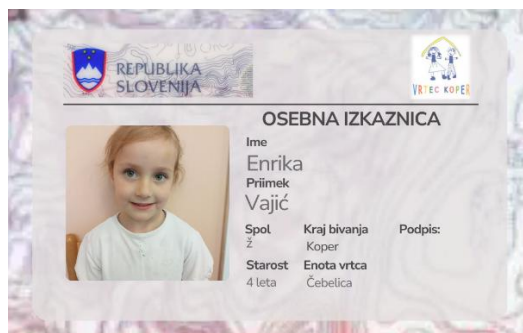 REPUBLIKA
SLOVENIJA
VRTEC KOPER
OSEBNA IZKAZNICA
Ime
Enrika
Priimek
Vajić
Spol Kraj bivanja Podpis:
ž Koper
Starost Enota vrtca
4 leta Čebelica